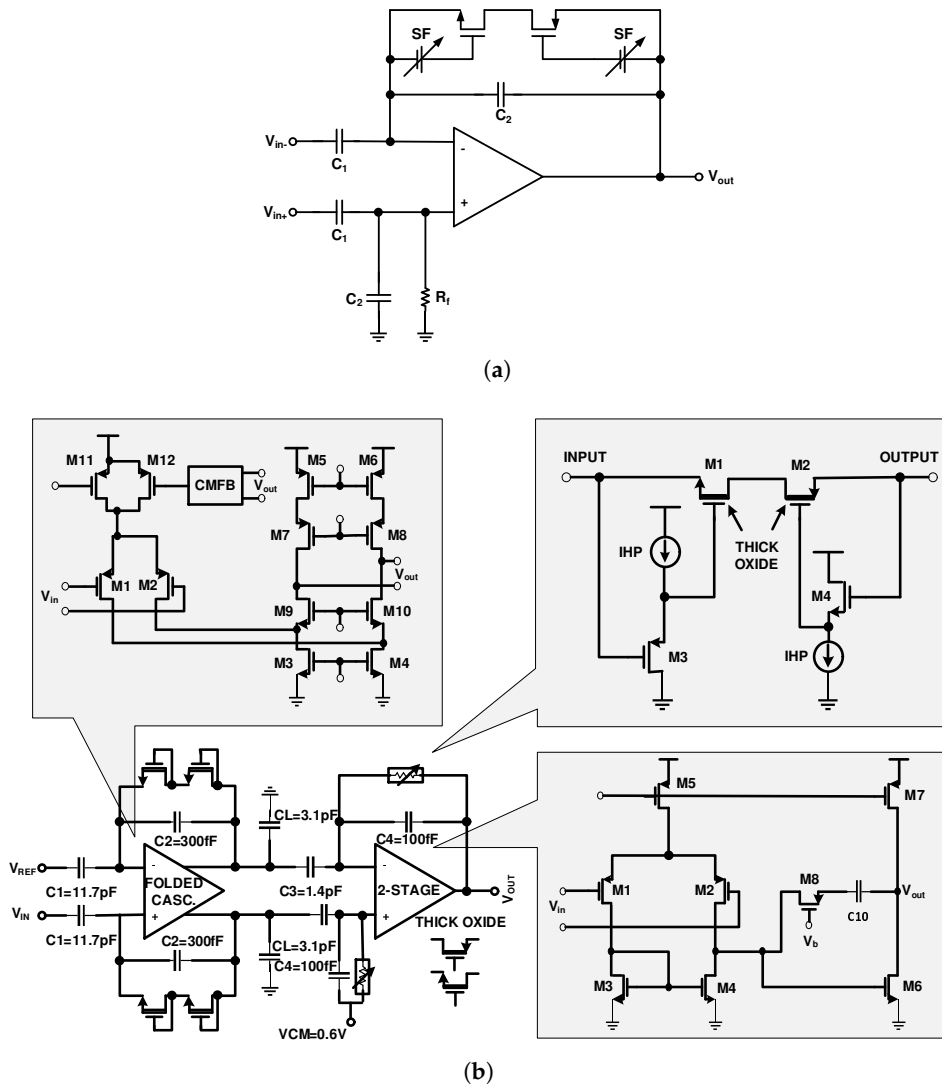 SF
SF
C2
Vin-
C1
-
Vout
Vin+
C1
+
C2
Rf
(a)
M11
M12
CMFB
Vout
M1
M2
Vin
M5
M6
M7
M8
Vout
M9
M10
M3
M4
INPUT
M1
M2
OUTPUT
IHP
THICK
OXIDE
M4
M3
IHP
VREF
C1=11.7pF
C2=300fF
-
FOLDED
CASC.
+
VIN
C1=11.7pF
C2=300fF
CL=3.1pF
C3=1.4pF
C4=100fF
-
2-STAGE
+
VOUT
CL=3.1pF
C4=100fF
THICK OXIDE
VCM=0.6V
M5
M7
M1
M2
Vin
M8
C10
Vout
Vb
M3
M4
M6
(b)